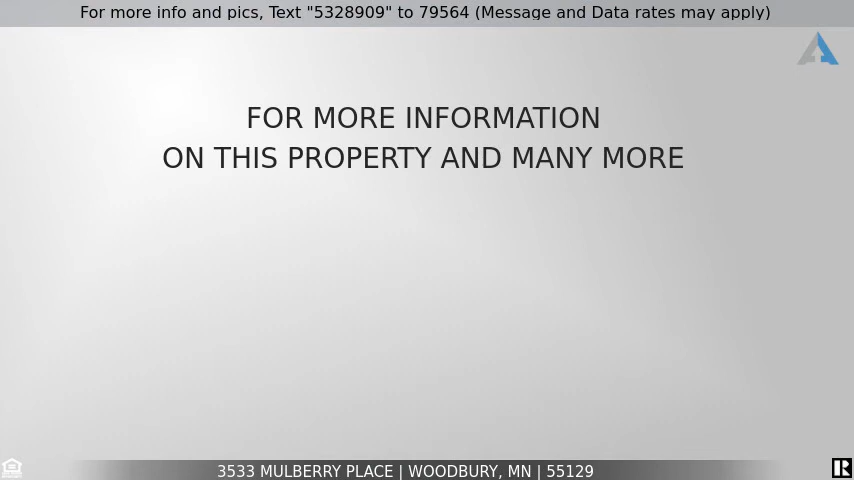 For more info and pics, Text "5328909" to 79564 (Message and Data rates may apply)
FOR MORE INFORMATION
ON THIS PROPERTY AND MANY MORE
3533 MULBERRY PLACE | WOODBURY, MN | 55129